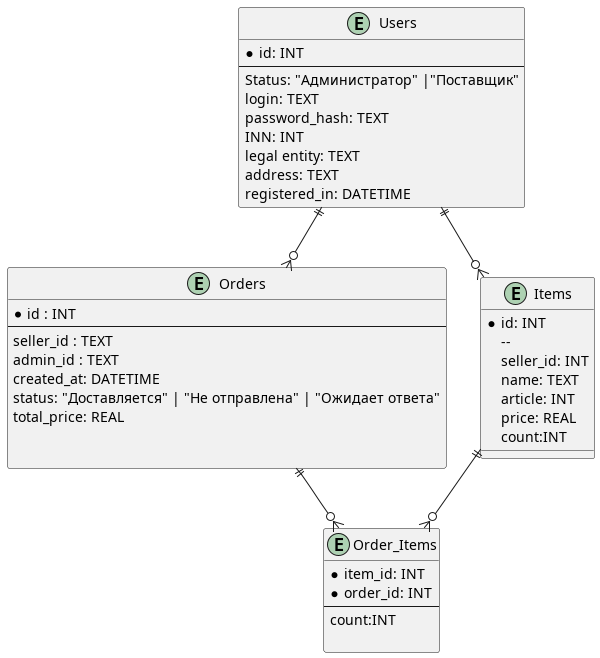 E Users
* id: INT
Status: "Администратор" |"Поставщик"
login: TEXT
password_hash: TEXT
INN: INT
legal entity: TEXT
address: TEXT
registered_in: DATETIME
E Orders
* id : INT
seller_id : TEXT
admin_id : TEXT
created_at: DATETIME
status: "Доставляется" | "Не отправлена" | "Ожидает ответа"
total_price: REAL
E Items
* id: INT
--
seller_id: INT
name: TEXT
article: INT
price: REAL
count:INT
E Order_Items
* item_id: INT
* order_id: INT
count:INT